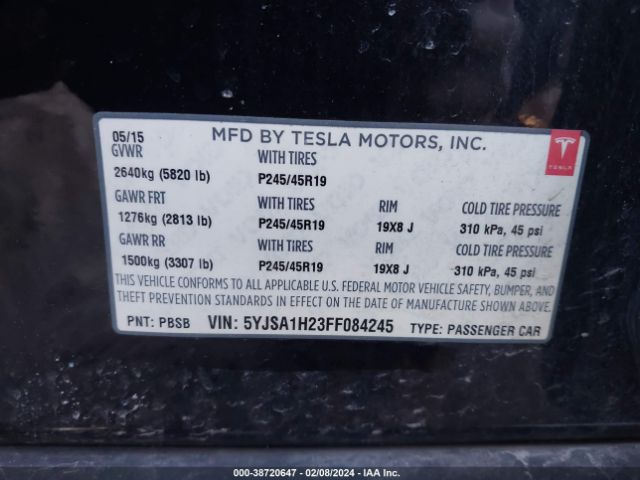 05/15 MFD BY TESLA MOTORS, INC.
GVWR WITH TIRES TESLA
2640kg (5820 lb) P245/45R19
GAWR FRT WITH TIRES RIM COLD TIRE PRESSURE
1276kg (2813 lb) P245/45R19 19X8 J 310 kPa, 45 psi
GAWR RR WITH TIRES RIM COLD TIRE PRESSURE
1500kg (3307 lb) P245/45R19 19X8 J 310 kPa, 45 psi
THIS VEHICLE CONFORMS TO ALL APPLICABLE U.S. FEDERAL MOTOR VEHICLE SAFETY, BUMPER, AND
THEFT PREVENTION STANDARDS IN EFFECT ON THE DATE OF MANUFACTURE SHOWN ABOVE.
PNT: PBSB VIN: 5YJSA1H23FF084245 TYPE: PASSENGER CAR
000-38720647 - 02/08/2024 - IAA Inc.